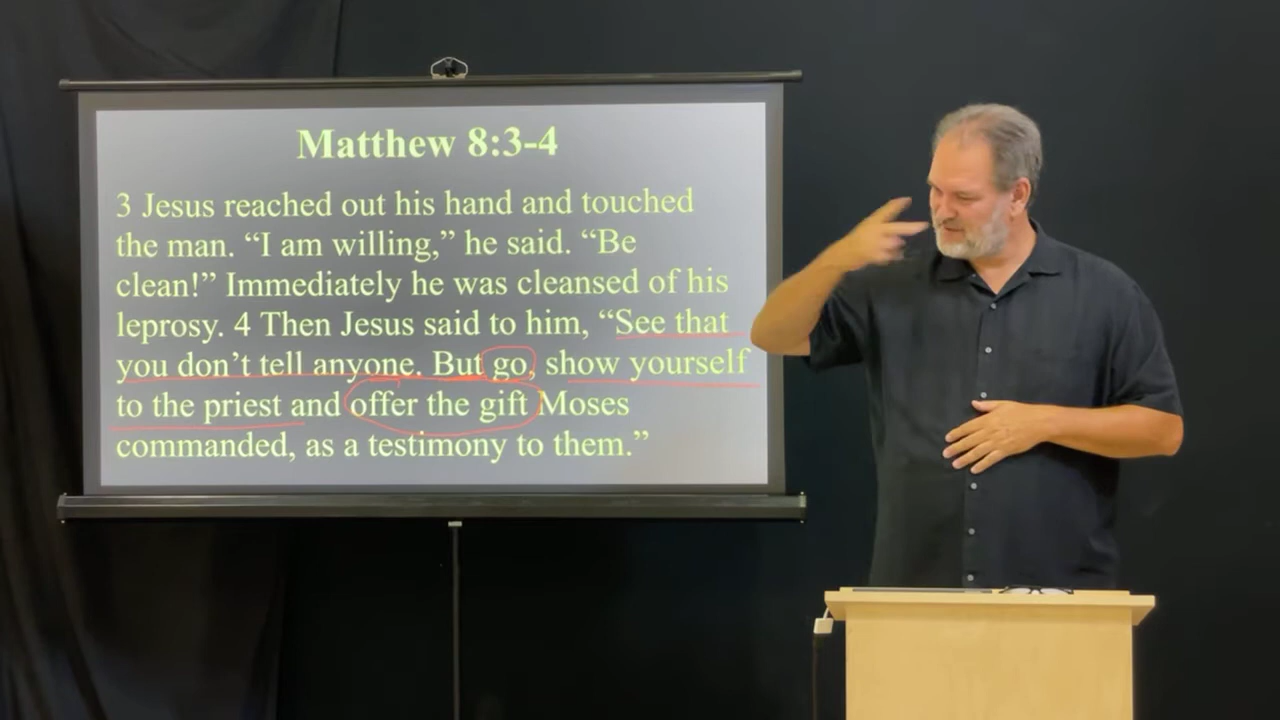 Matthew 8:3-4
3 Jesus reached out his hand and touched
the man. “I am willing,” he said. “Be
clean!” Immediately he was cleansed of his
leprosy. 4 Then Jesus said to him, “See that
you don’t tell anyone. But go, show yourself
to the priest and offer the gift Moses
commanded, as a testimony to them.”